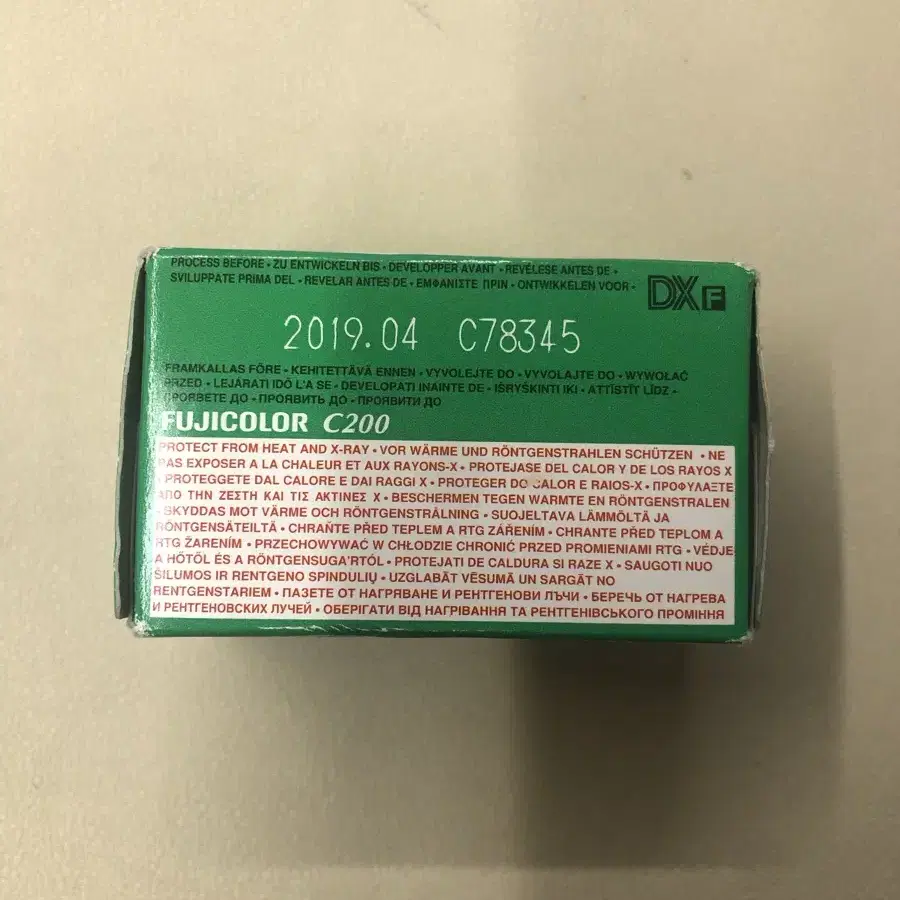 PROCESS BEFORE • ZU ENTWICKELN BIS • DEVELOPPER AVANT • REVÉLESE ANTES DE •
SVILUPPATE PRIMA DEL • REVELAR ANTES DE • ΕΜΦΑΝΙΣΤΕ ΠΡΙΝ • ONTWIKKELEN VOOR •
DX F
2019.04 C78345
FRAMKALLAS FÖRE • KEHITETTÄVÄ ENNEN • VYVOLEJTE DO • VYVOLAJTE DO • WYWOŁAĆ
PRZED • LEJÁRATI IDŐ L'A SE • DEVELOPATI INAINTE DE • IŠRYŠKINTI IKI • ATTĪSTĪT LĪDZ •
ПРОЯВЕТЕ ДО • ПРОЯВИТЬ ДО • ПРОЯВИТИ ДО
FUJICOLOR C200
PROTECT FROM HEAT AND X-RAY • VOR WÄRME UND RÖNTGENSTRAHLEN SCHÜTZEN • NE
PAS EXPOSER A LA CHALEUR ET AUX RAYONS-X • PROTEJASE DEL CALOR Y DE LOS RAYOS X
• PROTEGGETE DAL CALORE E DAI RAGGI X • PROTEGER DO CALOR E RAIOS-X • ΠΡΟΦΥΛΑΞΤΕ
ΑΠΟ ΤΗΝ ΖΕΣΤΗ ΚΑΙ ΤΙΣ ΑΚΤΙΝΕΣ Χ • BESCHERMEN TEGEN WARMTE EN RÖNTGENSTRALEN
• SKYDDAS MOT VÄRME OCH RÖNTGENSTRÅLNING • SUOJELTAVA LÄMMÖLTÄ JA
RÖNTGENSÄTEILTÄ • CHRAŇTE PŘED TEPLEM A RTG ZÁŘENÍM • CHRANTE PŘED TEPLOM A
RTG ŽARENÍM • PRZECHOWYWAĆ W CHŁODZIE CHRONIĆ PRZED PROMIENIAMI RTG • VÉDJE
A HŐTŐL ÉS A RÖNTGENSUGA'RTÓL • PROTEJATI DE CALDURA SI RAZE X • SAUGOTI NUO
ŠILUMOS IR RENTGENO SPINDULIŲ • UZGLABĀT VĒSUMĀ UN SARGĀT NO
RENTGENSTARIEM • ПАЗЕТЕ ОТ НАГРЯВАНЕ И РЕНТГЕНОВИ ЛЪЧИ • БЕРЕЧЬ ОТ НАГРЕВА
И РЕНТГЕНОВСКИХ ЛУЧЕЙ • ОБЕРІГАТИ ВІД НАГРІВАННЯ ТА РЕНТГЕНІВСЬКОГО ПРОМІННЯ